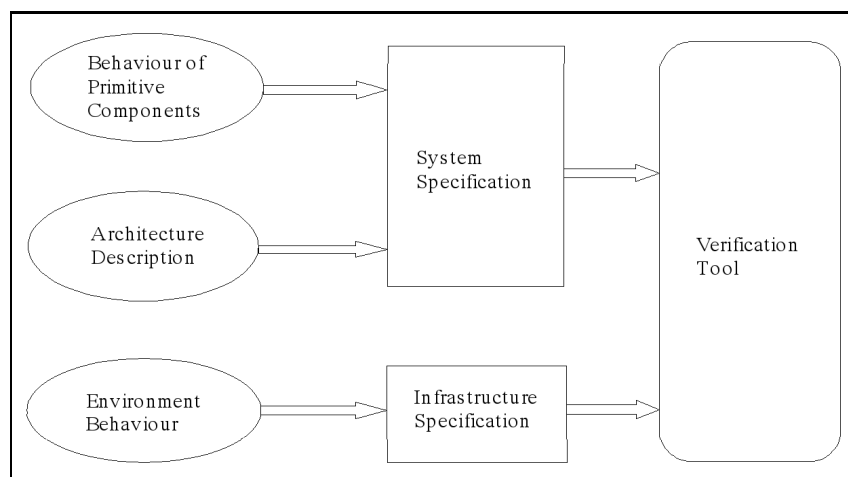 Behaviour of
Primitive
Components
System
Specification
Architecture
Description
Verification
Tool
Environment
Behaviour
Infrastructure
Specification